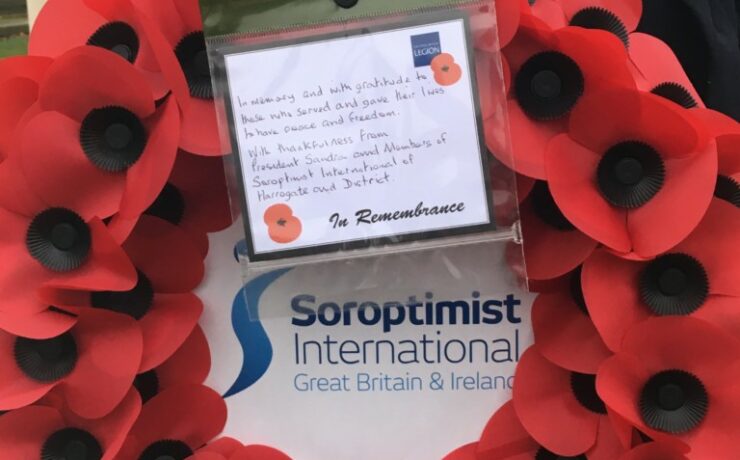 LEGION
In memory and with gratitude to
those who served and gave their lives
to have peace and freedom.
With thankfulness from
President Sandra and Members of
Soroptimist International of
Harrogate and District.
In Remembrance
Soroptimist
International
Great Britain & Ireland